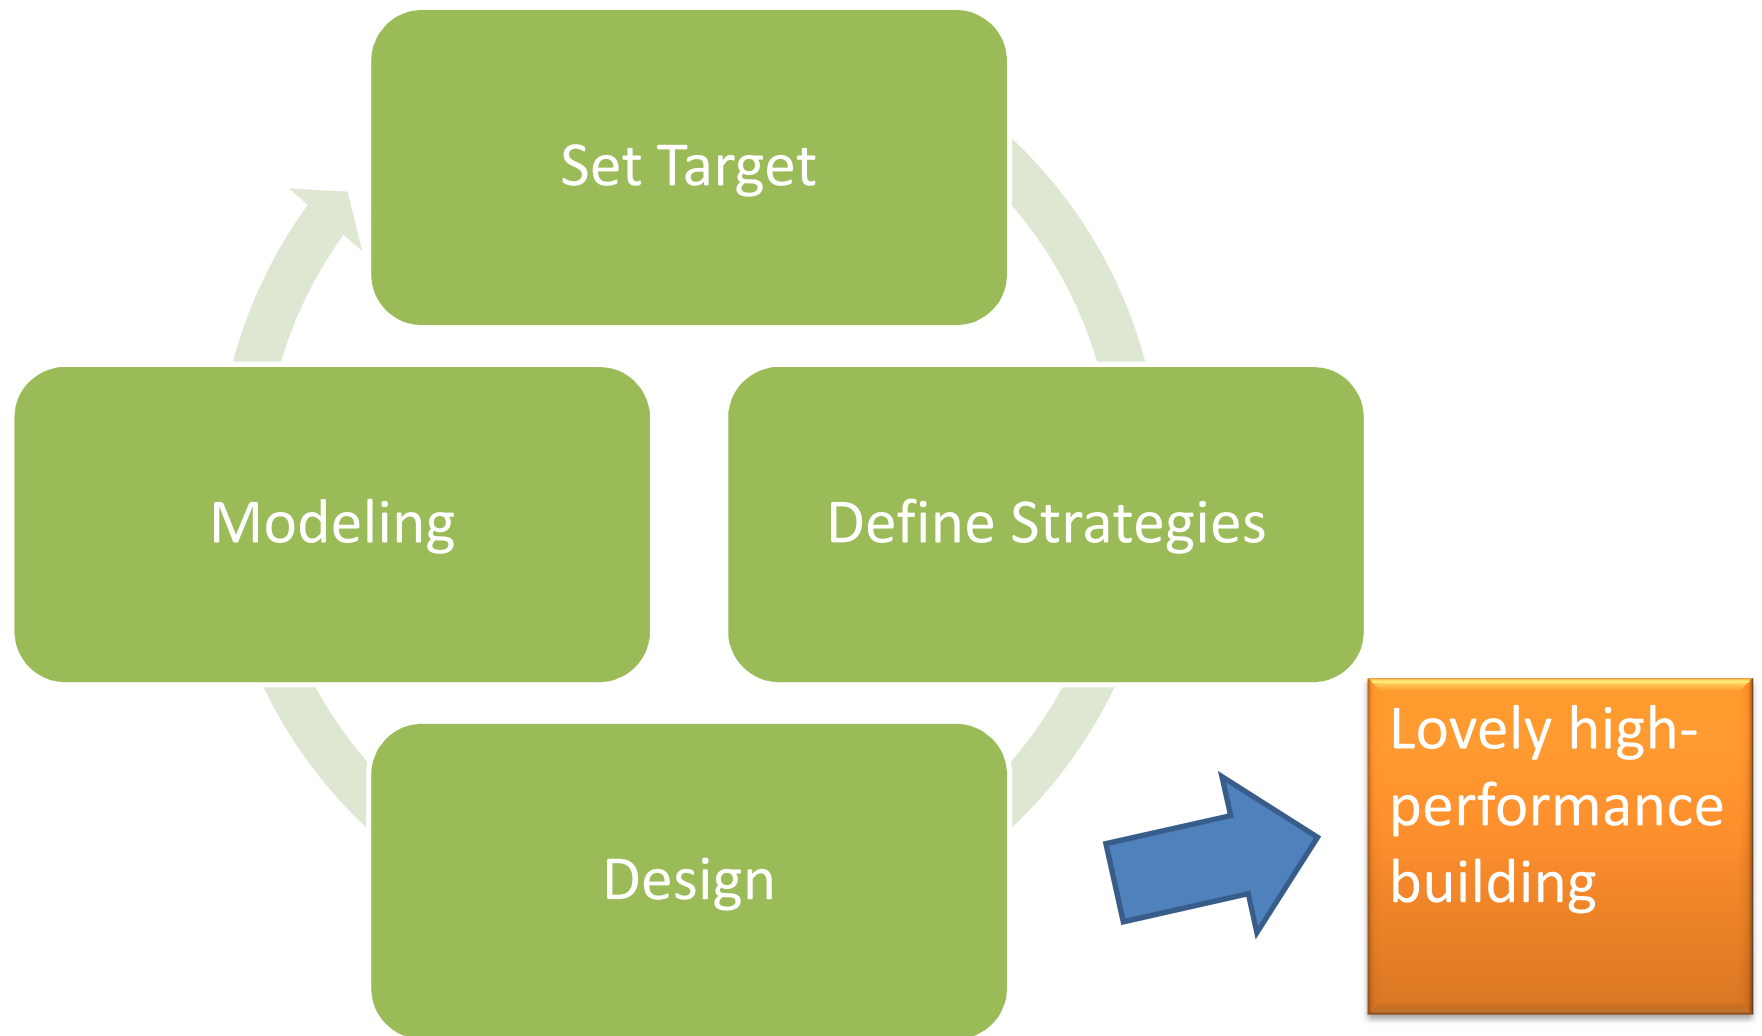 Set Target
Modeling
Define Strategies
Lovely high-
performance
building
Design